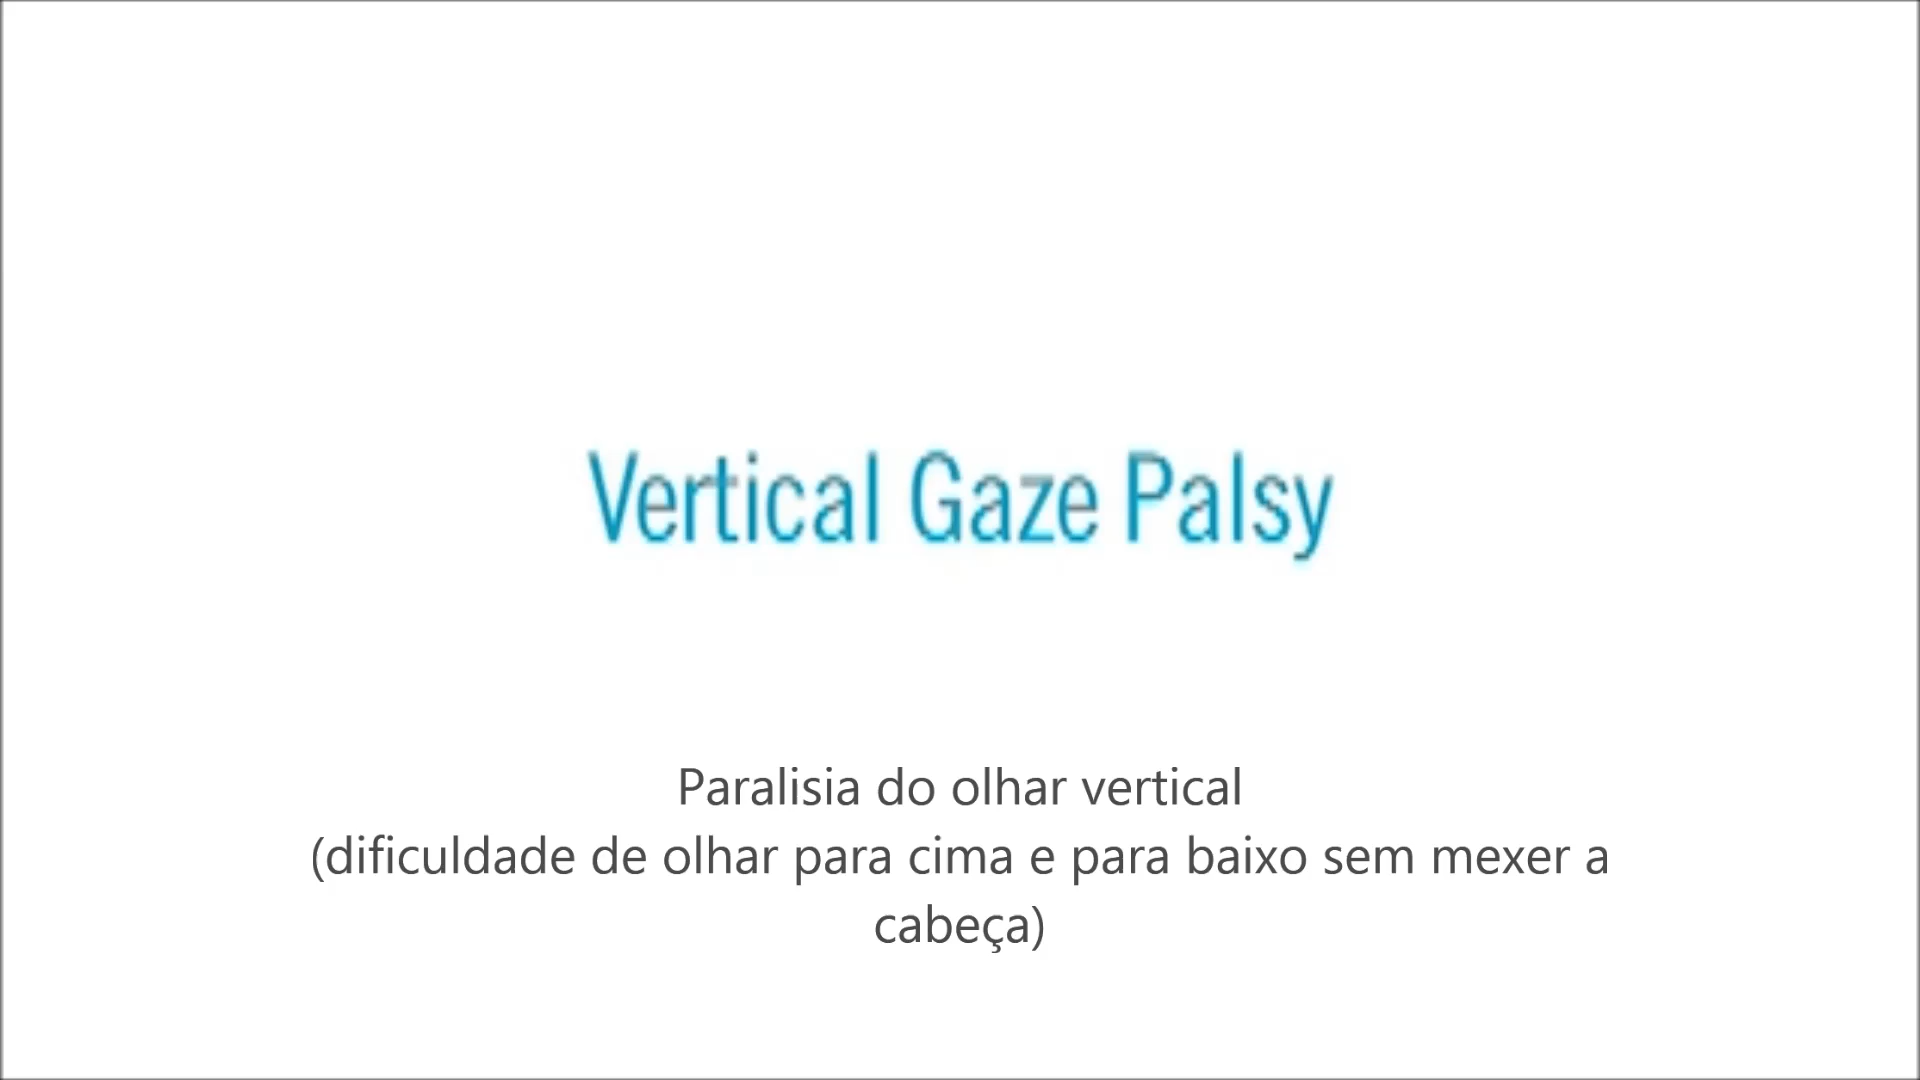 Vertical Gaze Palsy
Paralisia do olhar vertical
(dificuldade de olhar para cima e para baixo sem mexer a
cabeça)